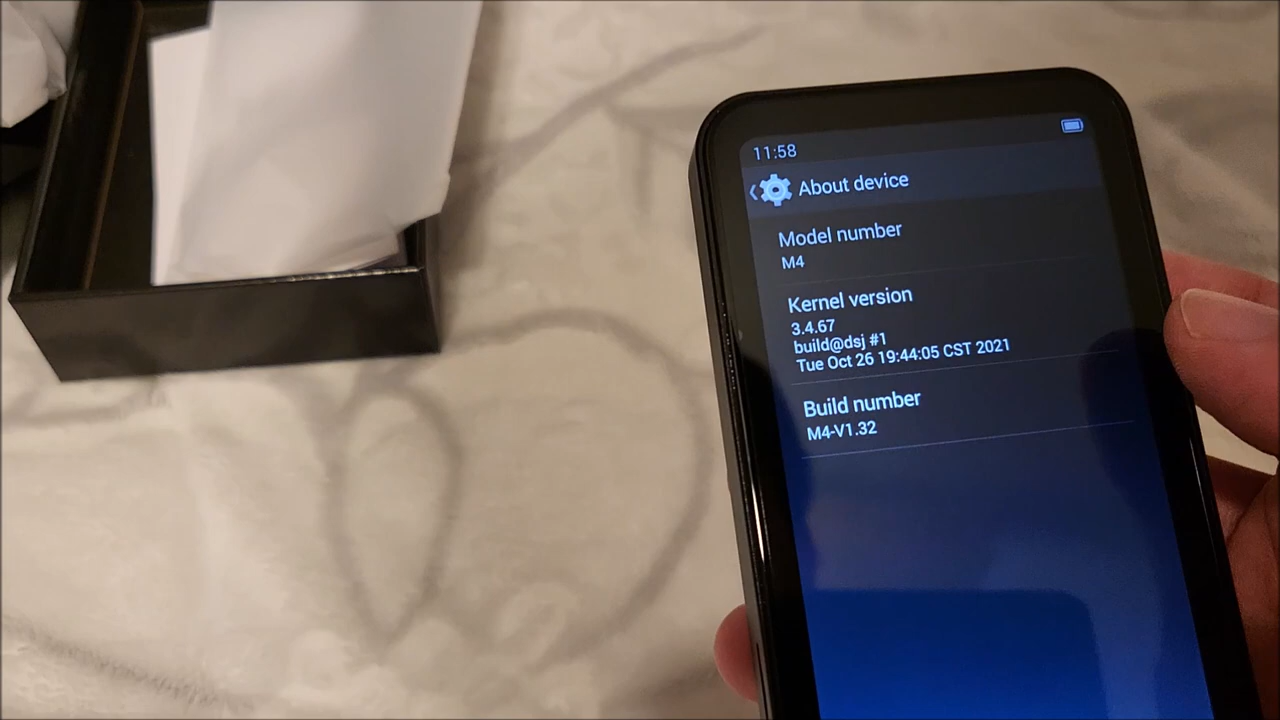 11:58
About device
Model number
M4
Kernel version
3.4.67
build@dsj #1
Tue Oct 26 19:44:05 CST 2021
Build number
M4-V1.32